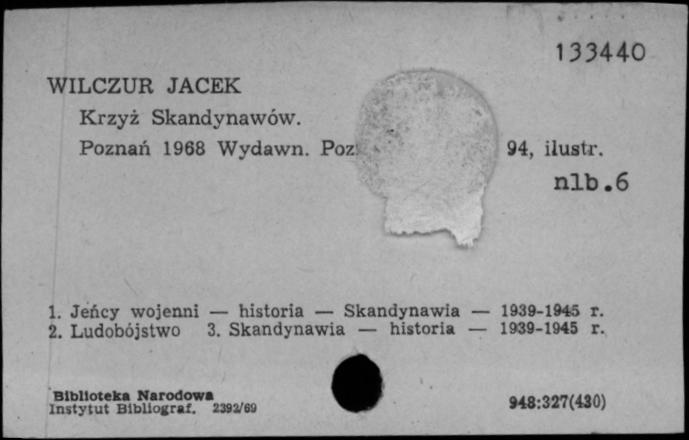 133440
WILCZUR JACEK
Krzyż Skandynawów.
Poznań 1968 Wydawn. Poz 94, ilustr.
nlb.6
1. Jeńcy wojenni — historia — Skandynawia — 1939-1945 r.
2. Ludobójstwo 3. Skandynawia — historia — 1939-1945 r.
Biblioteka Narodowa
Instytut Bibliograf. 2392/69
948:327(430)